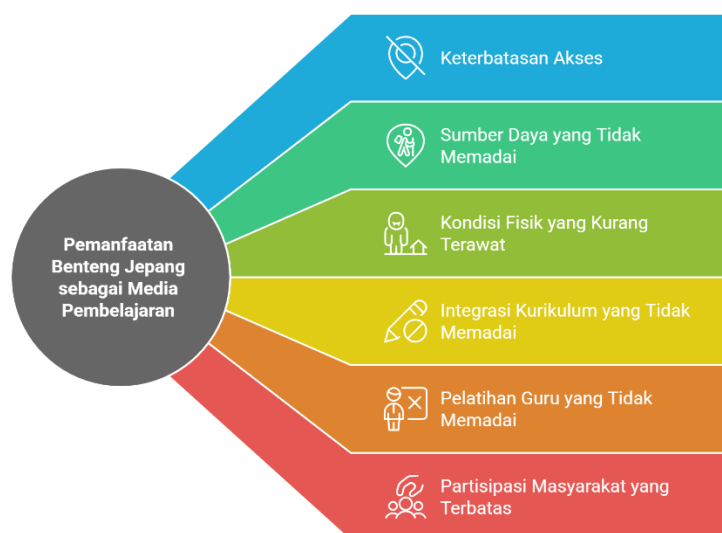 Pemanfaatan
Benteng Jepang
sebagai Media
Pembelajaran
Keterbatasan Akses
Sumber Daya yang Tidak
Memadai
Kondisi Fisik yang Kurang
Terawat
Integrasi Kurikulum yang Tidak
Memadai
Pelatihan Guru yang Tidak
Memadai
Partisipasi Masyarakat yang
Terbatas